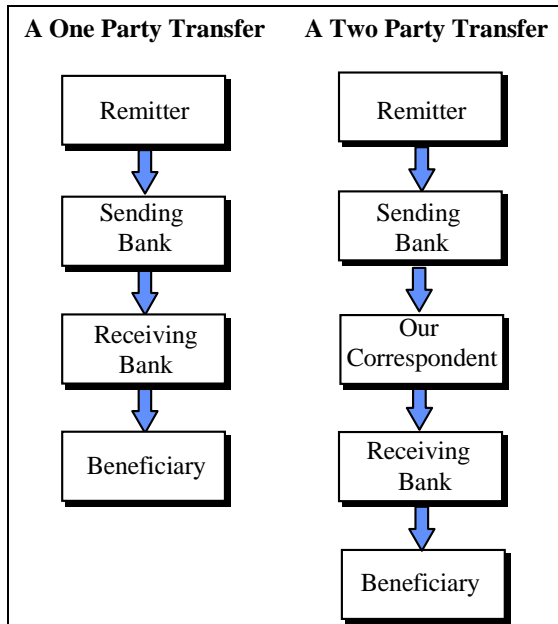 A One Party Transfer
Remitter
Sending
Bank
Receiving
Bank
Beneficiary
A Two Party Transfer
Remitter
Sending
Bank
Our
Correspondent
Receiving
Bank
Beneficiary